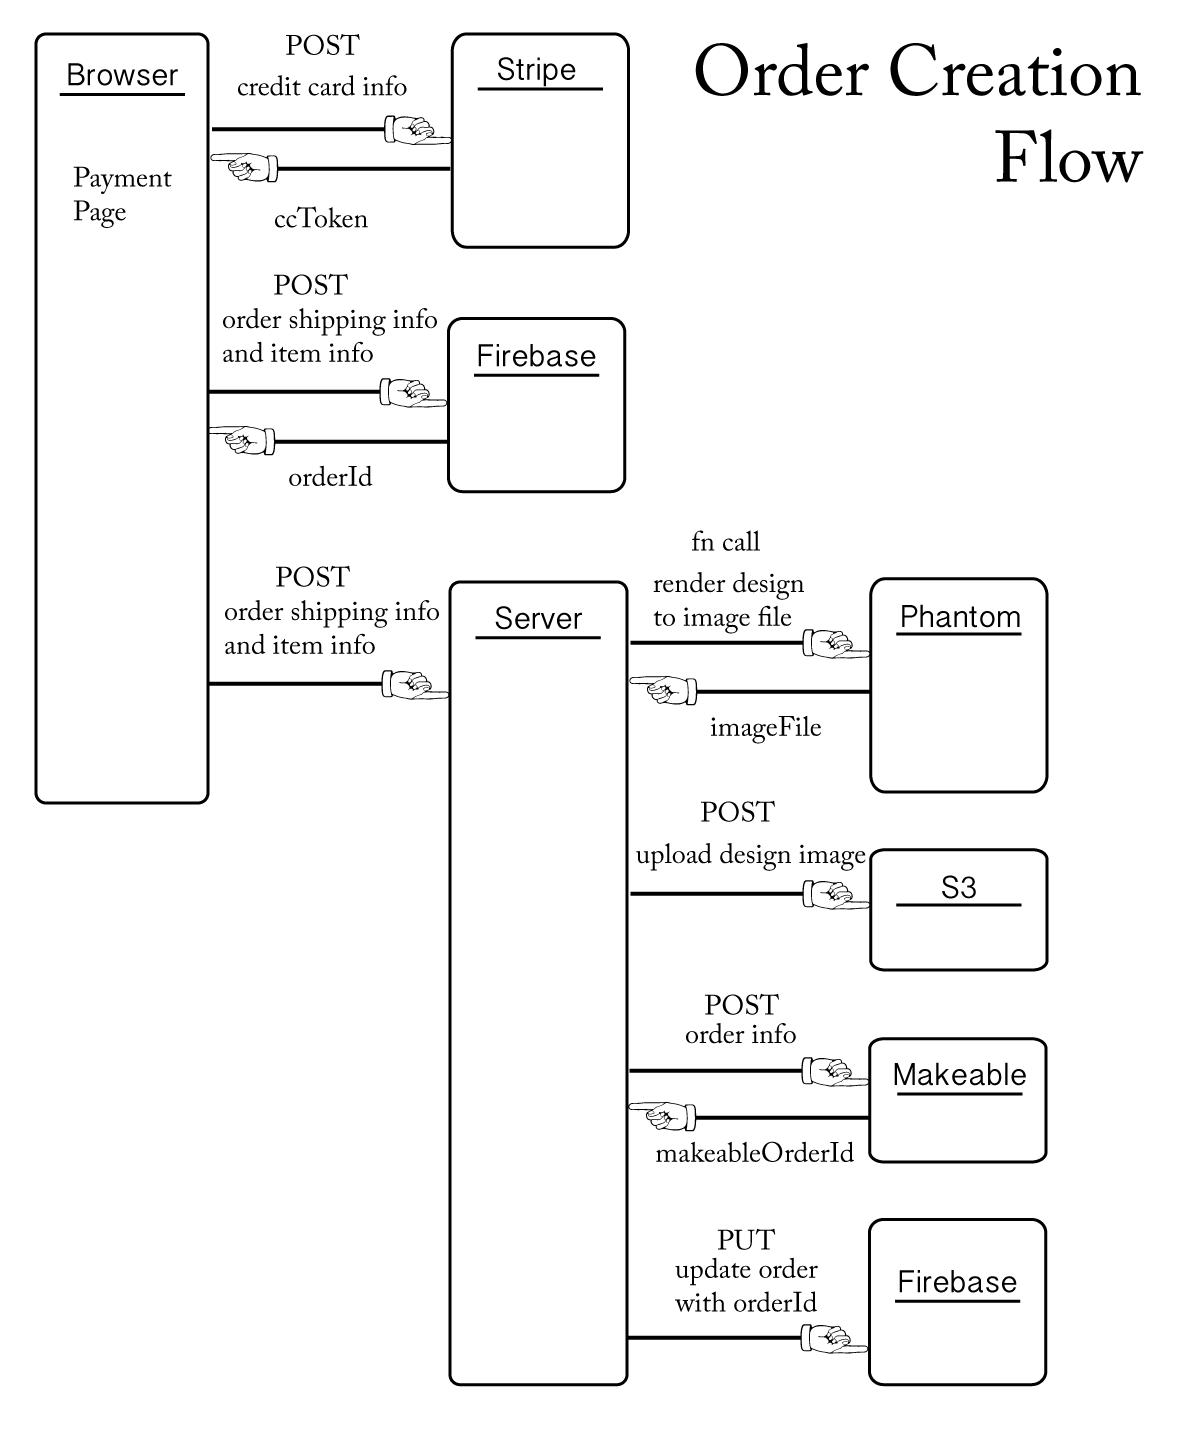 Order Creation
Flow
Browser
Payment
Page
POST
credit card info
ccToken
Stripe
POST
order shipping info
and item info
orderId
Firebase
POST
order shipping info
and item info
Server
fn call
render design
to image file
imageFile
Phantom
POST
upload design image
S3
POST
order info
makeableOrderId
Makeable
PUT
update order
with orderId
Firebase